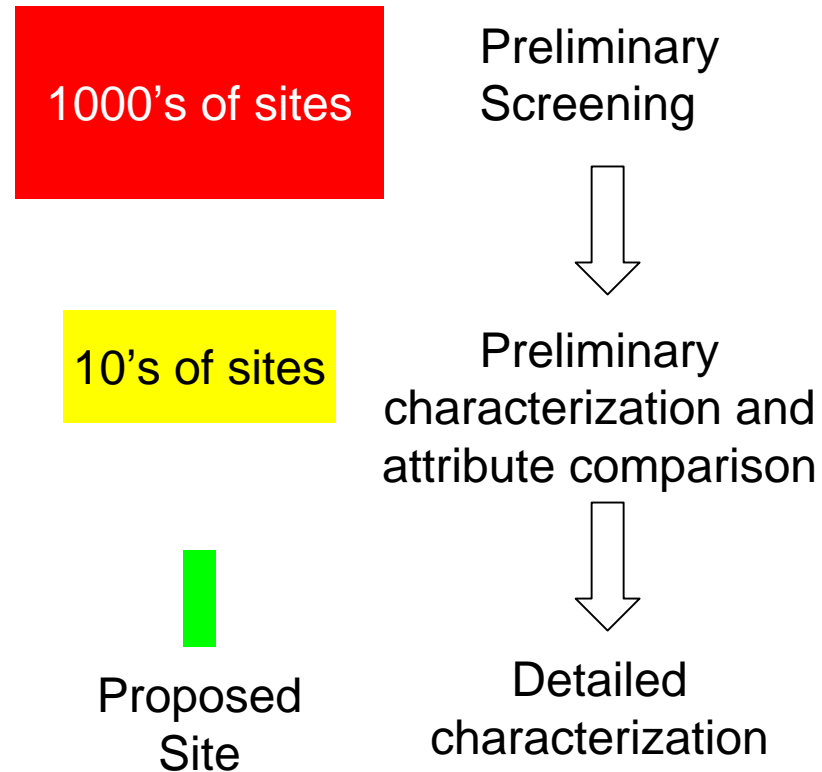 1000’s of sites
Preliminary
Screening
10’s of sites
Preliminary
characterization and
attribute comparison
Proposed
Site
Detailed
characterization